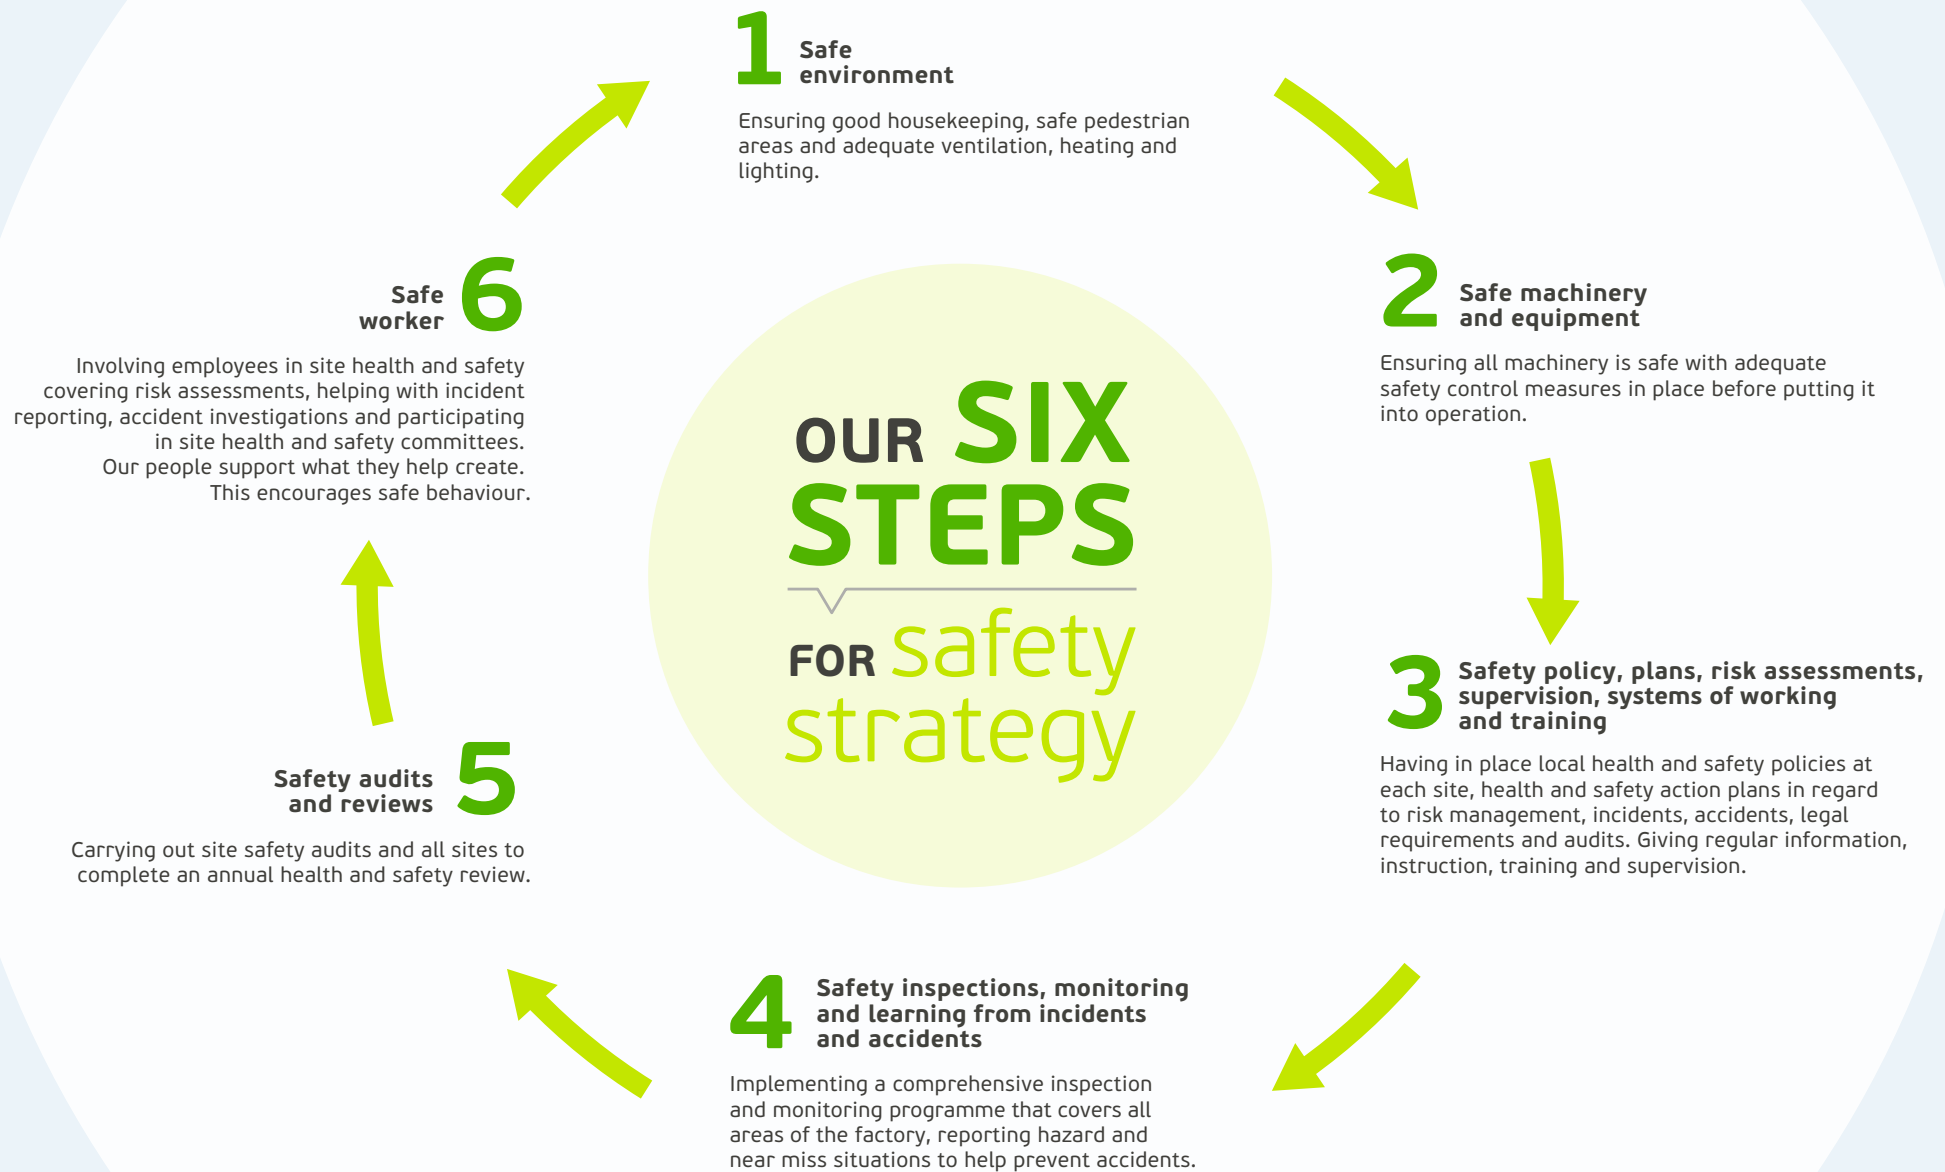 1
Safe
environment
Ensuring good housekeeping, safe pedestrian
areas and adequate ventilation, heating and
lighting.
2
Safe machinery
and equipment
Ensuring all machinery is safe with adequate
safety control measures in place before putting it
into operation.
3
Safety policy, plans, risk assessments,
supervision, systems of working
and training
Having in place local health and safety policies at
each site, health and safety action plans in regard
to risk management, incidents, accidents, legal
requirements and audits. Giving regular information,
instruction, training and supervision.
4
Safety inspections, monitoring
and learning from incidents
and accidents
Implementing a comprehensive inspection
and monitoring programme that covers all
areas of the factory, reporting hazard and
near miss situations to help prevent accidents.
5
Safety audits
and reviews
Carrying out site safety audits and all sites to
complete an annual health and safety review.
6
Safe
worker
Involving employees in site health and safety
covering risk assessments, helping with incident
reporting, accident investigations and participating
in site health and safety committees.
Our people support what they help create.
This encourages safe behaviour.
OUR SIX
STEPS
FOR safety
strategy